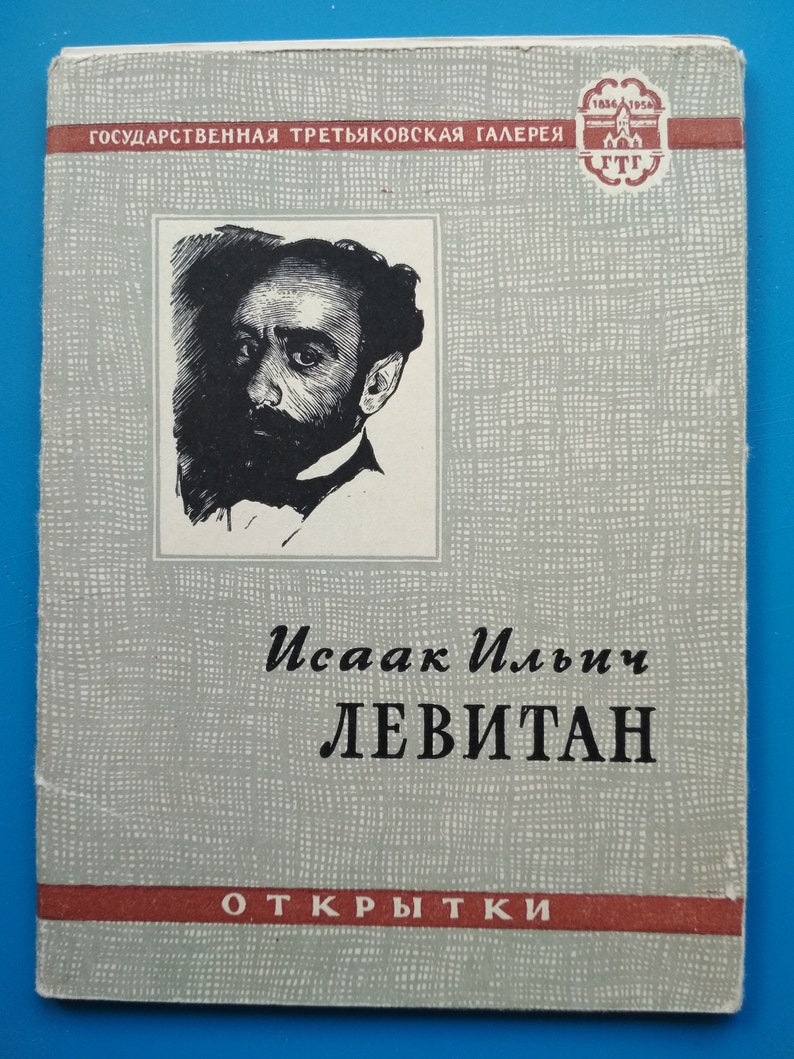 1856 1956
ГОСУДАРСТВЕННАЯ ТРЕТЬЯКОВСКАЯ ГАЛЕРЕЯ
ГТГ
Исаак Ильич
ЛЕВИТАН
ОТКРЫТКИ